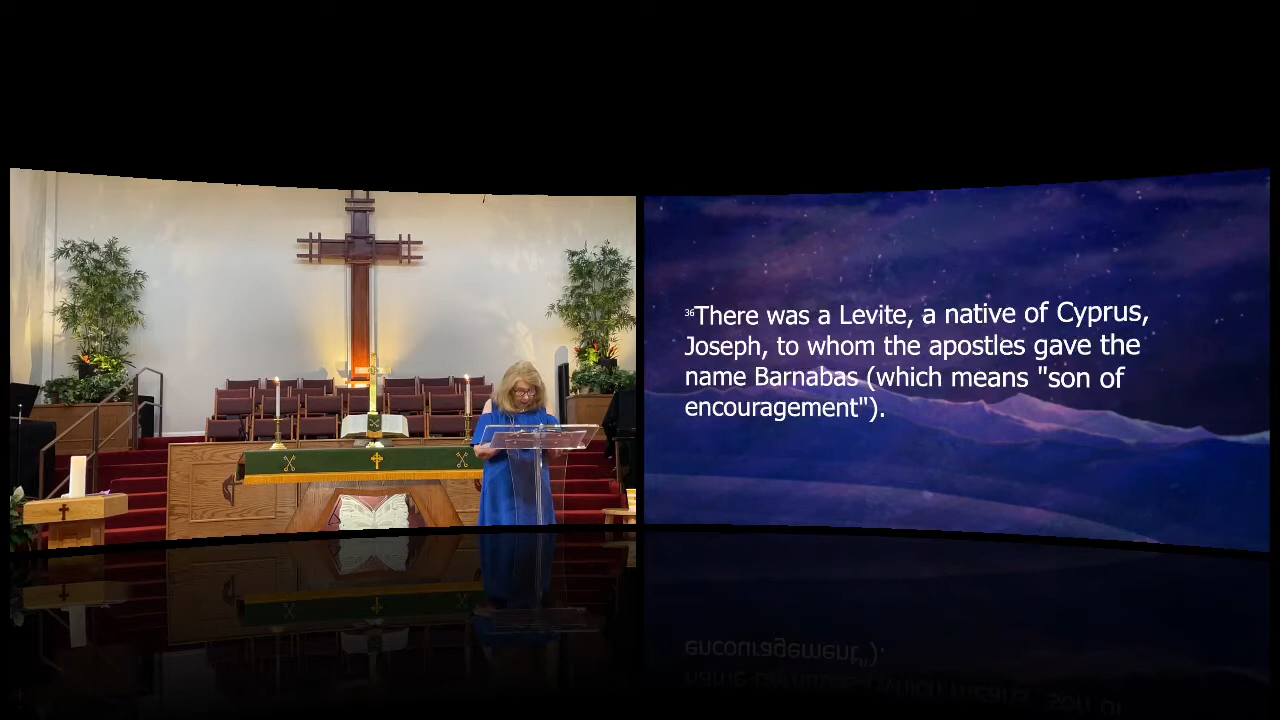 36There was a Levite, a native of Cyprus,
Joseph, to whom the apostles gave the
name Barnabas (which means "son of
encouragement").